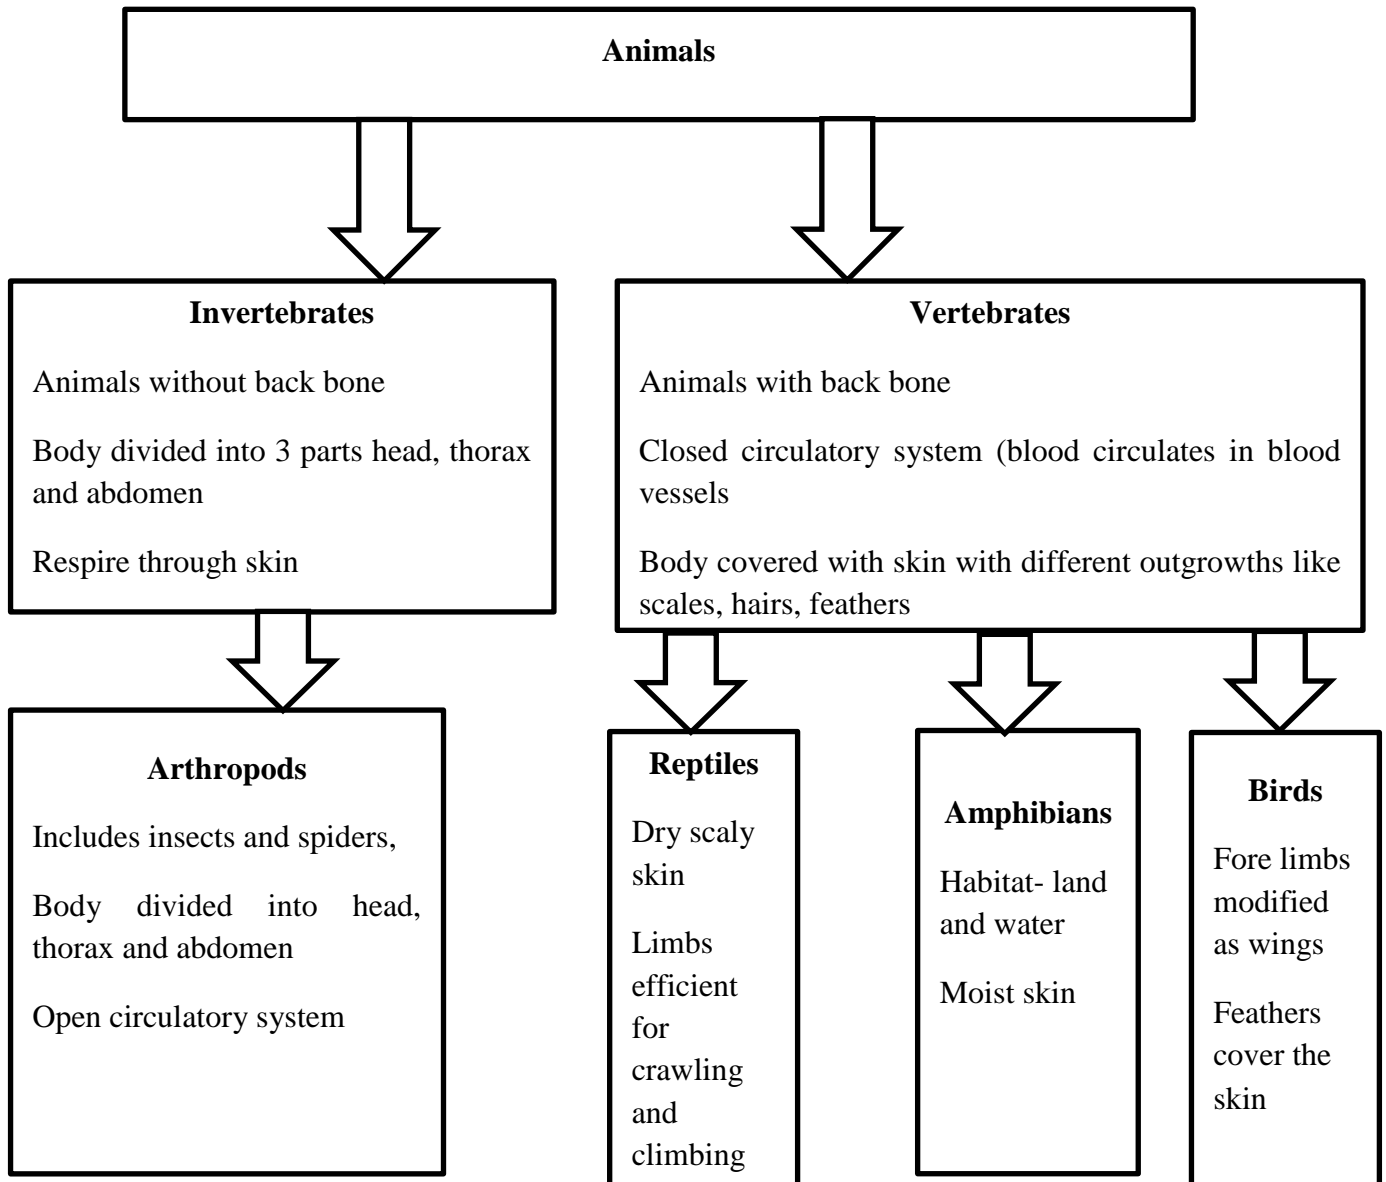 Animals
Invertebrates
Animals without back bone
Body divided into 3 parts head, thorax
and abdomen
Respire through skin
Vertebrates
Animals with back bone
Closed circulatory system (blood circulates in blood
vessels
Body covered with skin with different outgrowths like
scales, hairs, feathers
Arthropods
Includes insects and spiders,
Body divided into head,
thorax and abdomen
Open circulatory system
Reptiles
Dry scaly
skin
Limbs
efficient
for
crawling
and
climbing
Amphibians
Habitat- land
and water
Moist skin
Birds
Fore limbs
modified
as wings
Feathers
cover the
skin